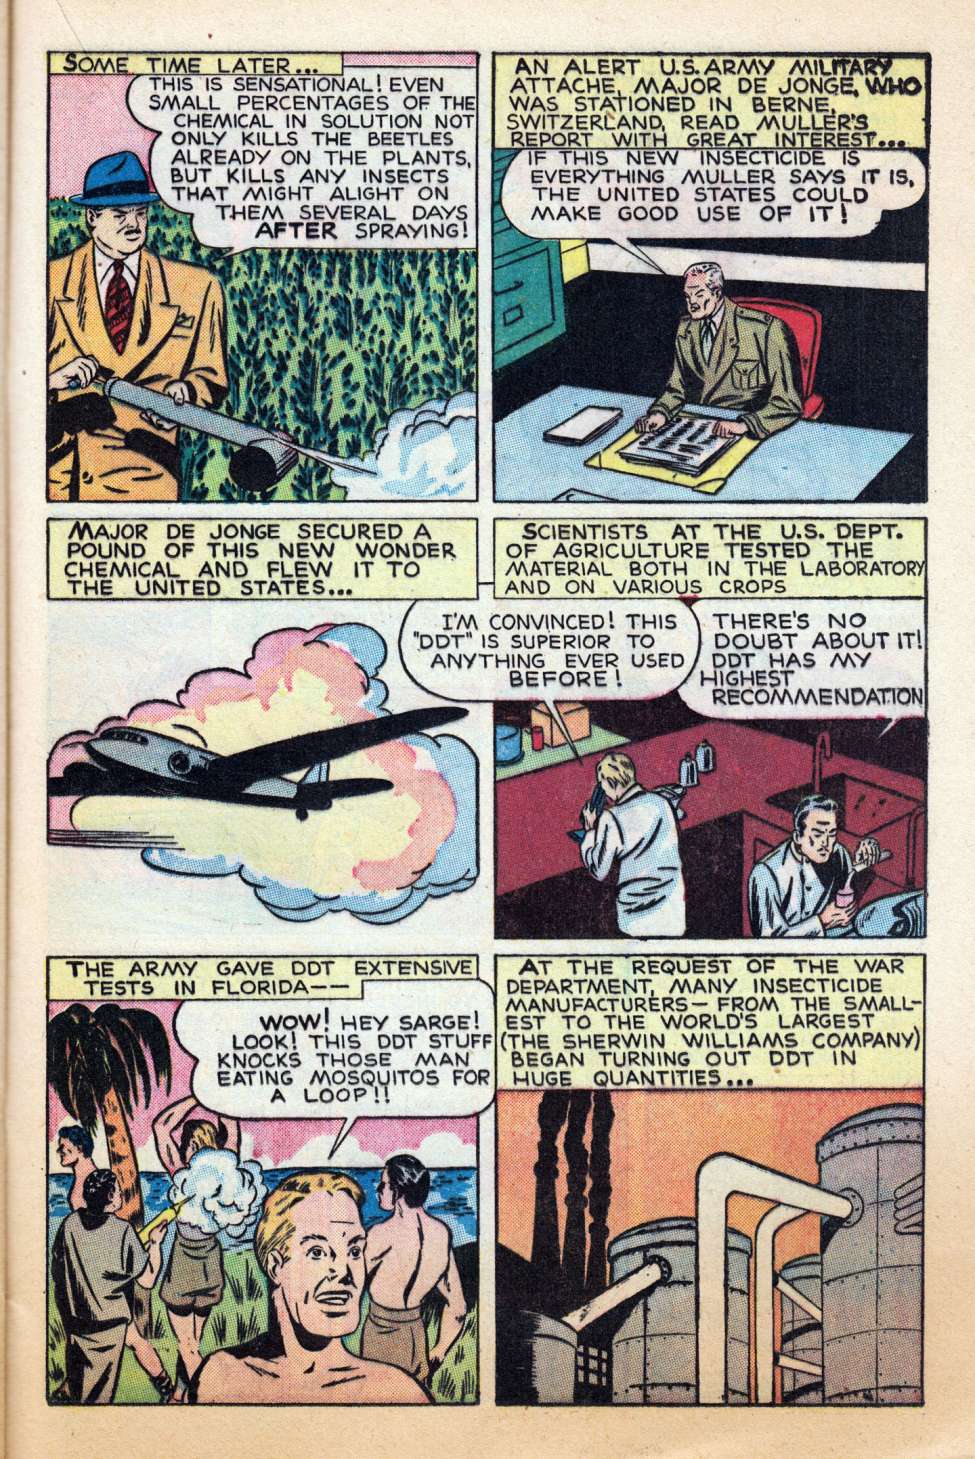 SOME TIME LATER...
THIS IS SENSATIONAL! EVEN
SMALL PERCENTAGES OF THE
CHEMICAL IN SOLUTION NOT
ONLY KILLS THE BEETLES
ALREADY ON THE PLANTS,
BUT KILLS ANY INSECTS
THAT MIGHT ALIGHT ON
THEM SEVERAL DAYS
AFTER SPRAYING!
AN ALERT U.S. ARMY MILITARY
ATTACHE, MAJOR DE JONGE, WHO
WAS STATIONED IN BERNE,
SWITZERLAND, READ MULLER'S
REPORT WITH GREAT INTEREST...
IF THIS NEW INSECTICIDE IS
EVERYTHING MULLER SAYS IT IS,
THE UNITED STATES COULD
MAKE GOOD USE OF IT!
MAJOR DE JONGE SECURED A
POUND OF THIS NEW WONDER
CHEMICAL AND FLEW IT TO
THE UNITED STATES...
SCIENTISTS AT THE U.S. DEPT.
OF AGRICULTURE TESTED THE
MATERIAL BOTH IN THE LABORATORY
AND ON VARIOUS CROPS
I'M CONVINCED! THIS
"DDT" IS SUPERIOR TO
ANYTHING EVER USED
BEFORE!
THERE'S NO
DOUBT ABOUT IT!
DDT HAS MY
HIGHEST
RECOMMENDATION
THE ARMY GAVE DDT EXTENSIVE
TESTS IN FLORIDA--
WOW! HEY SARGE!
LOOK! THIS DDT STUFF
KNOCKS THOSE MAN
EATING MOSQUITOS FOR
A LOOP!!
AT THE REQUEST OF THE WAR
DEPARTMENT, MANY INSECTICIDE
MANUFACTURERS—FROM THE SMALL-
EST TO THE WORLD'S LARGEST
(THE SHERWIN WILLIAMS COMPANY)
BEGAN TURNING OUT DDT IN
HUGE QUANTITIES...